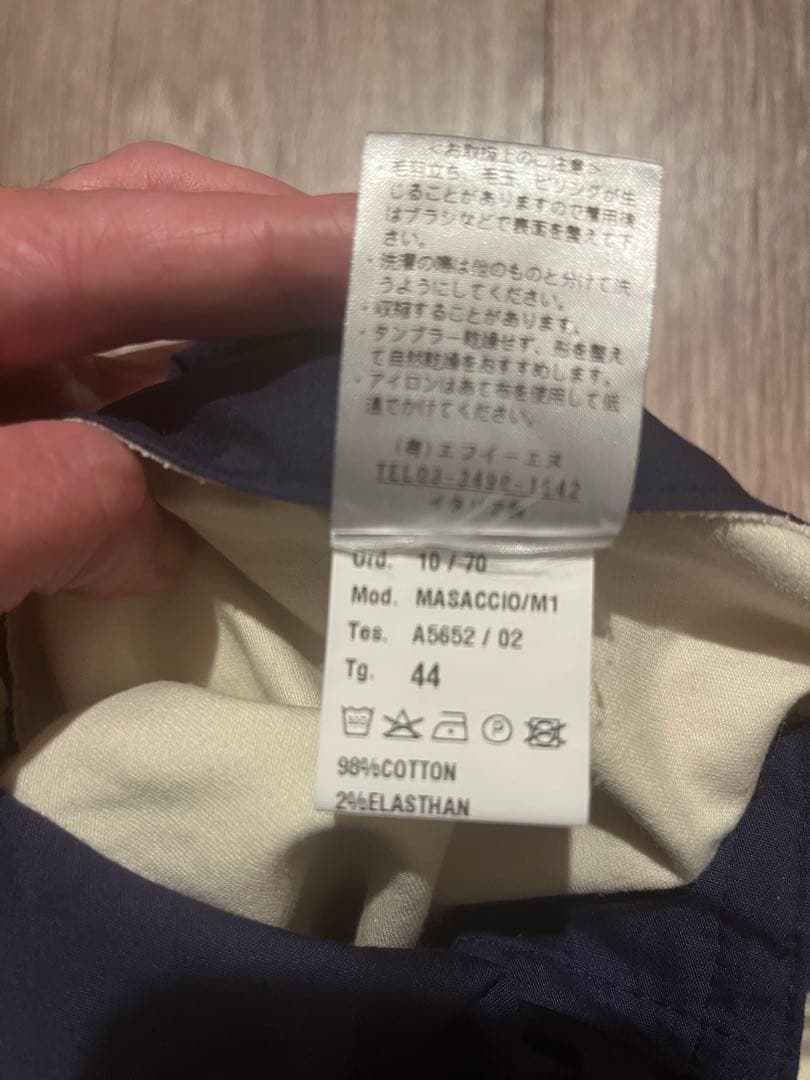 <お取扱上のご注意>
毛羽立ち、毛玉、ピリングが生
じることがありますので着用後
はブラシなどで表面を整えて下
さい。
・洗濯の際は他のものと分けて洗
うようにしてください。
・収縮することがあります。
・タンブラー乾燥せず、形を整え
て自然乾燥をおすすめします。
・アイロンはあて布を使用して低
温でかけてください。
(有)エフイーエス
TEL03-3498-1542
イタリア製
Ord. 10 / 70
Mod. MASACCIO/M1
Tes. A5652 / 02
Tg. 44
P
98%COTTON
2%ELASTHAN